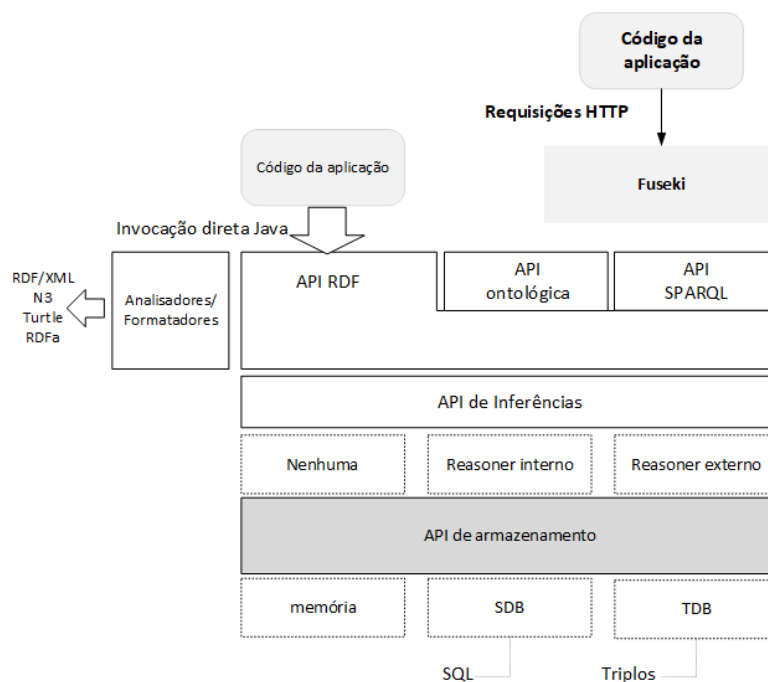 Código da
aplicação
Requisições HTTP
Código da aplicação
Fuseki
Invocação direta Java
RDF/XML
N3
Turtle
RDFa
Analisadores/
Formatadores
API RDF
API
ontológica
API
SPARQL
API de Inferências
Nenhuma
Reasoner interno
Reasoner externo
API de armazenamento
memória
SDB
TDB
SQL
Triplos